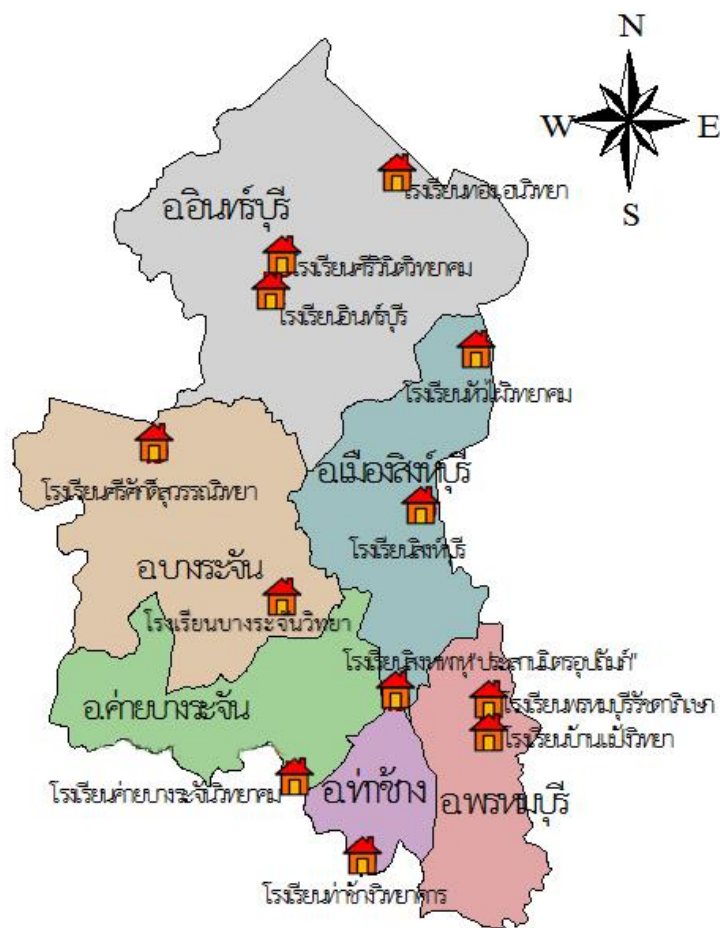 N
W E
S
โรงเรียนทองเอนวิทยา
อ.อินทร์บุรี
โรงเรียนศรีวินิตวิทยาคม
โรงเรียนอินทร์บุรี
โรงเรียนหัวไผ่วิทยาคม
อ.เมืองสิงห์บุรี
โรงเรียนศรีศักดิ์สุวรรณวิทยา
โรงเรียนสิงห์บุรี
อ.บางระจัน
โรงเรียนบางระจันวิทยา
โรงเรียนสิงหพาหุ"ประสานมิตรอุปถัมภ์"
อ.ค่ายบางระจัน
โรงเรียนพรหมบุรีรัชดาภิเษก
โรงเรียนบ้านแป้งวิทยา
อ.ท่าช้าง
โรงเรียนค่ายบางระจันวิทยาคม
อ.พรหมบุรี
โรงเรียนท่าช้างวิทยาคาร